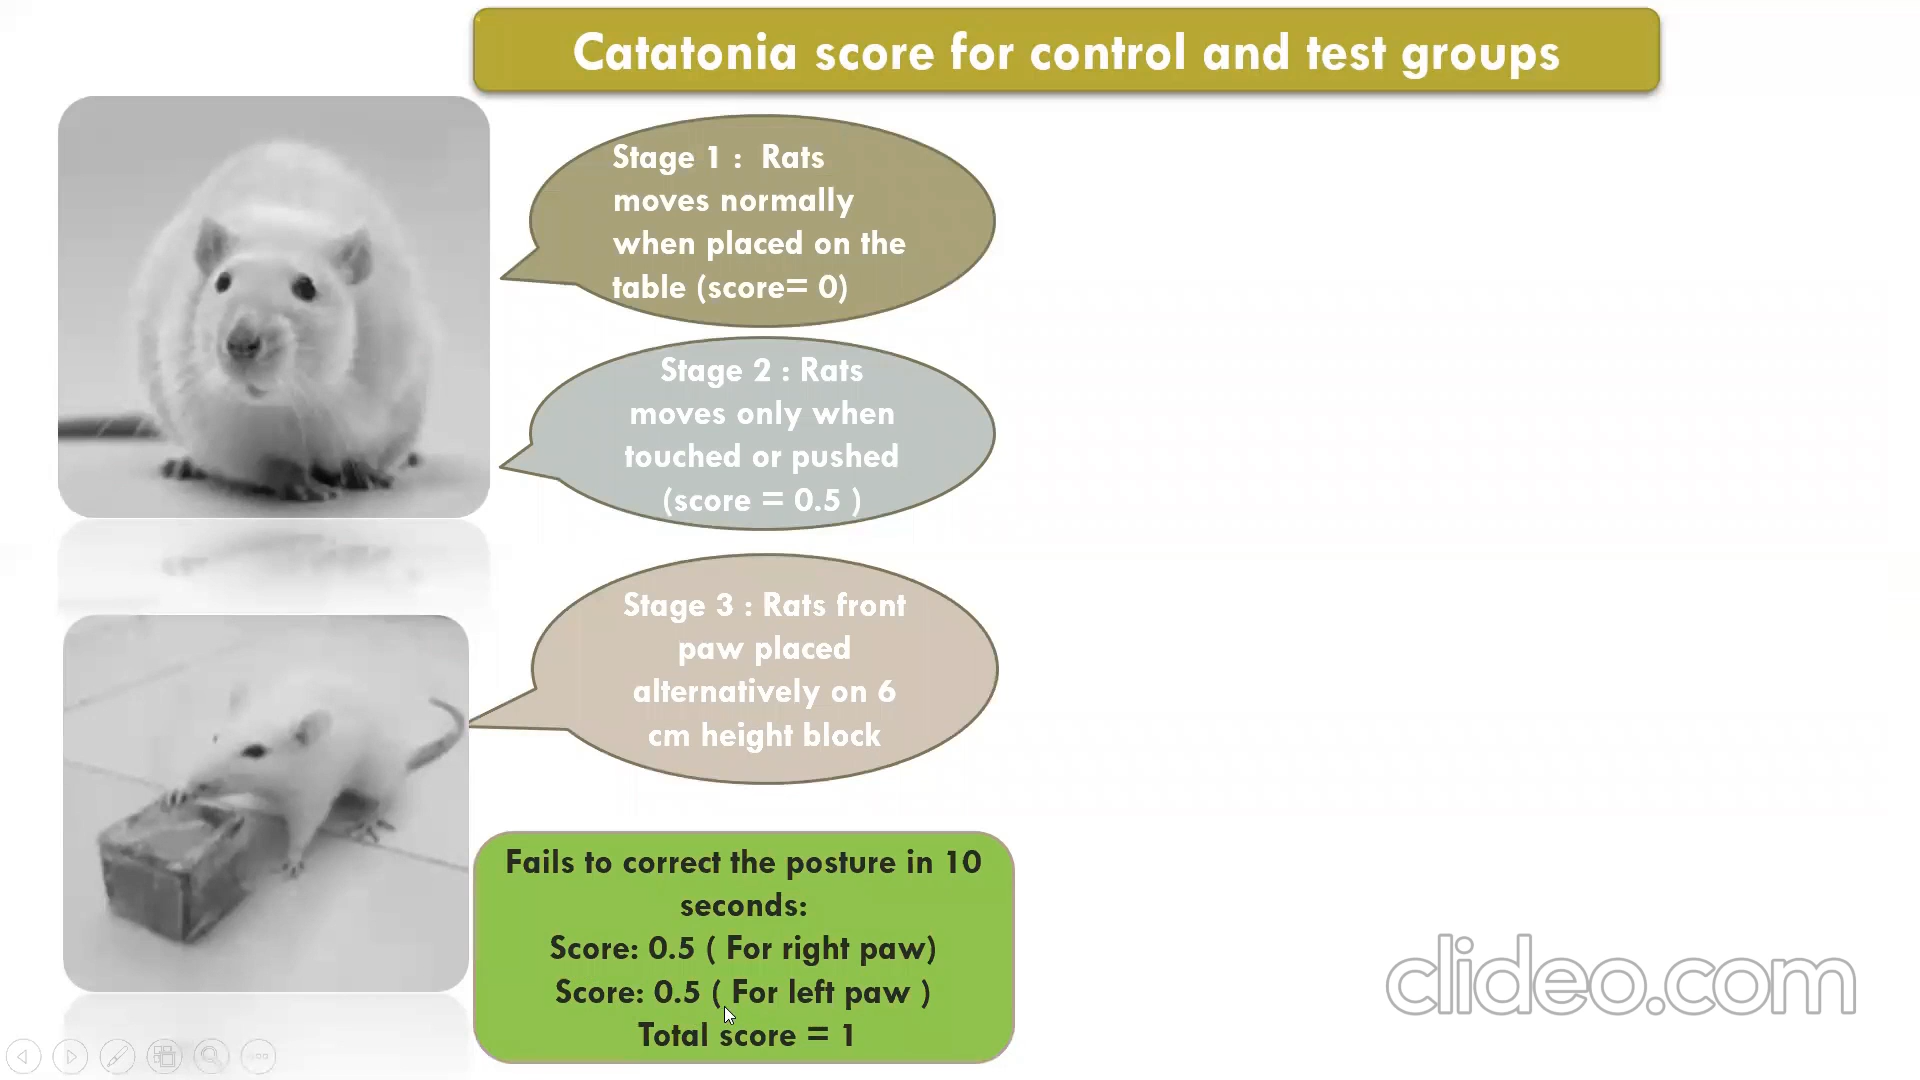 Catatonia score for control and test groups
Stage 1 :  Rats
moves normally
when placed on the
table (score= 0)
Stage 2 : Rats
moves only when
touched or pushed
(score = 0.5 )
Stage 3 : Rats front
paw placed
alternatively on 6
cm height block
Fails to correct the posture in 10
seconds:
Score: 0.5 ( For right paw)
Score: 0.5 ( For left paw )
Total score = 1
clideo.com